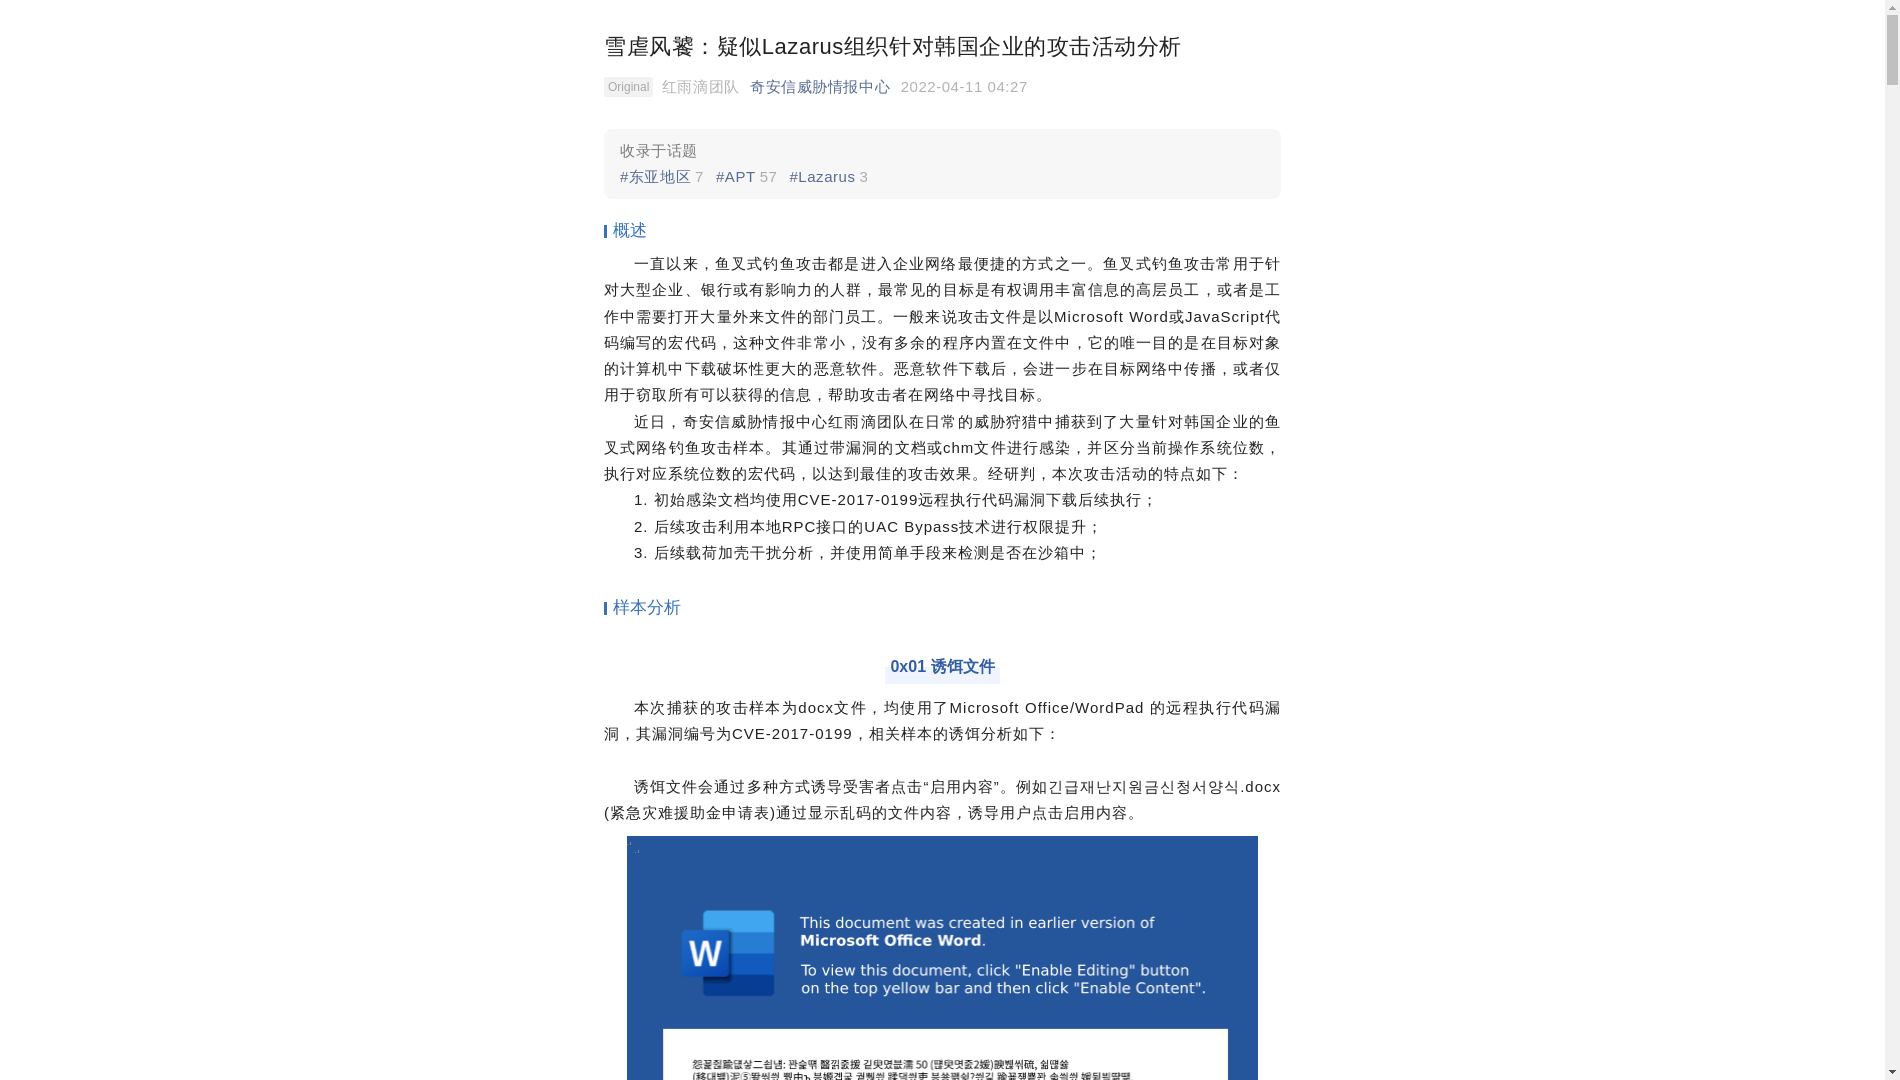 雪虐风饕：疑似Lazarus组织针对韩国企业的攻击活动分析
Original 红雨滴团队 奇安信威胁情报中心 2022-04-11 04:27
收录于话题
#东亚地区 7 #APT 57 #Lazarus 3
概述
一直以来，鱼叉式钓鱼攻击都是进入企业网络最便捷的方式之一。鱼叉式钓鱼攻击常用于针
对大型企业、银行或有影响力的人群，最常见的目标是有权调用丰富信息的高层员工，或者是工
作中需要打开大量外来文件的部门员工。一般来说攻击文件是以Microsoft Word或JavaScript代
码编写的宏代码，这种文件非常小，没有多余的程序内置在文件中，它的唯一目的是在目标对象
的计算机中下载破坏性更大的恶意软件。恶意软件下载后，会进一步在目标网络中传播，或者仅
用于窃取所有可以获得的信息，帮助攻击者在网络中寻找目标。
近日，奇安信威胁情报中心红雨滴团队在日常的威胁狩猎中捕获到了大量针对韩国企业的鱼
叉式网络钓鱼攻击样本。其通过带漏洞的文档或chm文件进行感染，并区分当前操作系统位数，
执行对应系统位数的宏代码，以达到最佳的攻击效果。经研判，本次攻击活动的特点如下：
1. 初始感染文档均使用CVE-2017-0199远程执行代码漏洞下载后续执行；
2. 后续攻击利用本地RPC接口的UAC Bypass技术进行权限提升；
3. 后续载荷加壳干扰分析，并使用简单手段来检测是否在沙箱中；
样本分析
0x01 诱饵文件
本次捕获的攻击样本为docx文件，均使用了Microsoft Office/WordPad 的远程执行代码漏
洞，其漏洞编号为CVE-2017-0199，相关样本的诱饵分析如下：
诱饵文件会通过多种方式诱导受害者点击“启用内容”。例如긴급재난지원금신청서양식.docx
(紧急灾难援助金申请表)通过显示乱码的文件内容，诱导用户点击启用内容。
This document was created in earlier version of
Microsoft Office Word.
W
To view this document, click "Enable Editing" button
on the top yellow bar and then click "Enable Content".